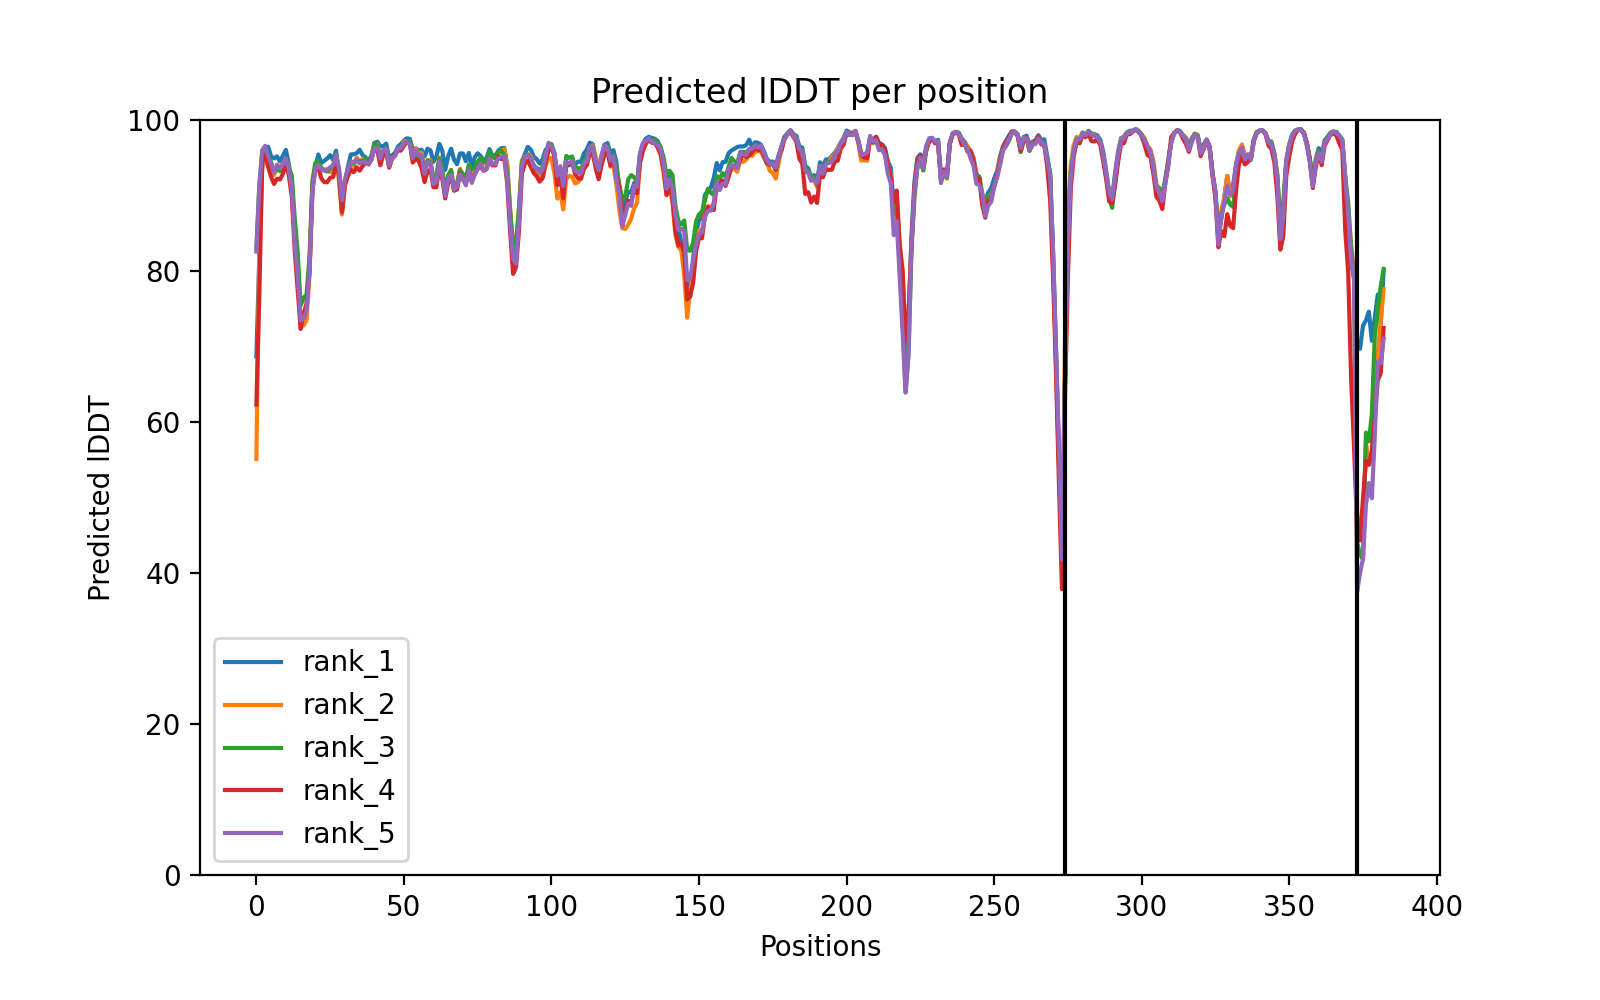 Predicted lDDT per position
Predicted lDDT
100
80
60
40
20
0
rank_1
rank_2
rank_3
rank_4
rank_5
0 50 100 150 200 250 300 350 400
Positions